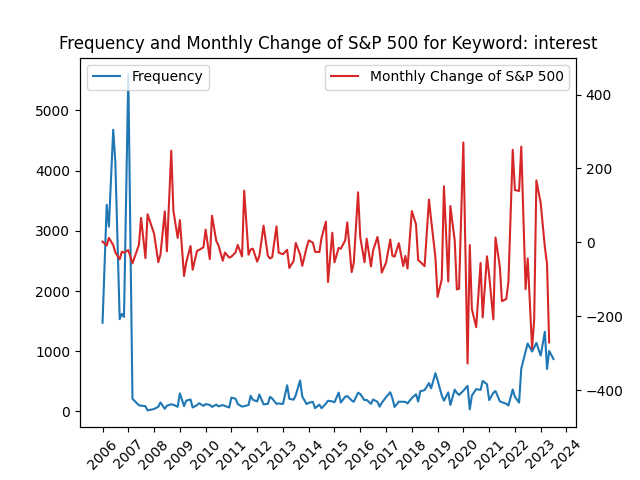 Frequency and Monthly Change of S&P 500 for Keyword: interest
Frequency
Monthly Change of S&P 500
5000
4000
3000
2000
1000
0
400
200
0
−200
−400
2006 2007 2008 2009 2010 2011 2012 2013 2014 2015 2016 2017 2018 2019 2020 2021 2022 2023 2024